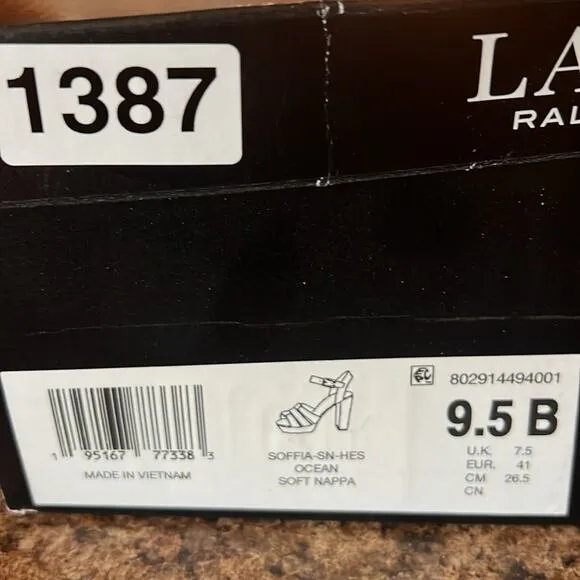 1387
LA
RAL
802914494001
9.5 B
U.K. 7.5
EUR. 41
CM 26.5
CN
1 95167 77338 3
MADE IN VIETNAM
SOFFIA-SN-HES
OCEAN
SOFT NAPPA